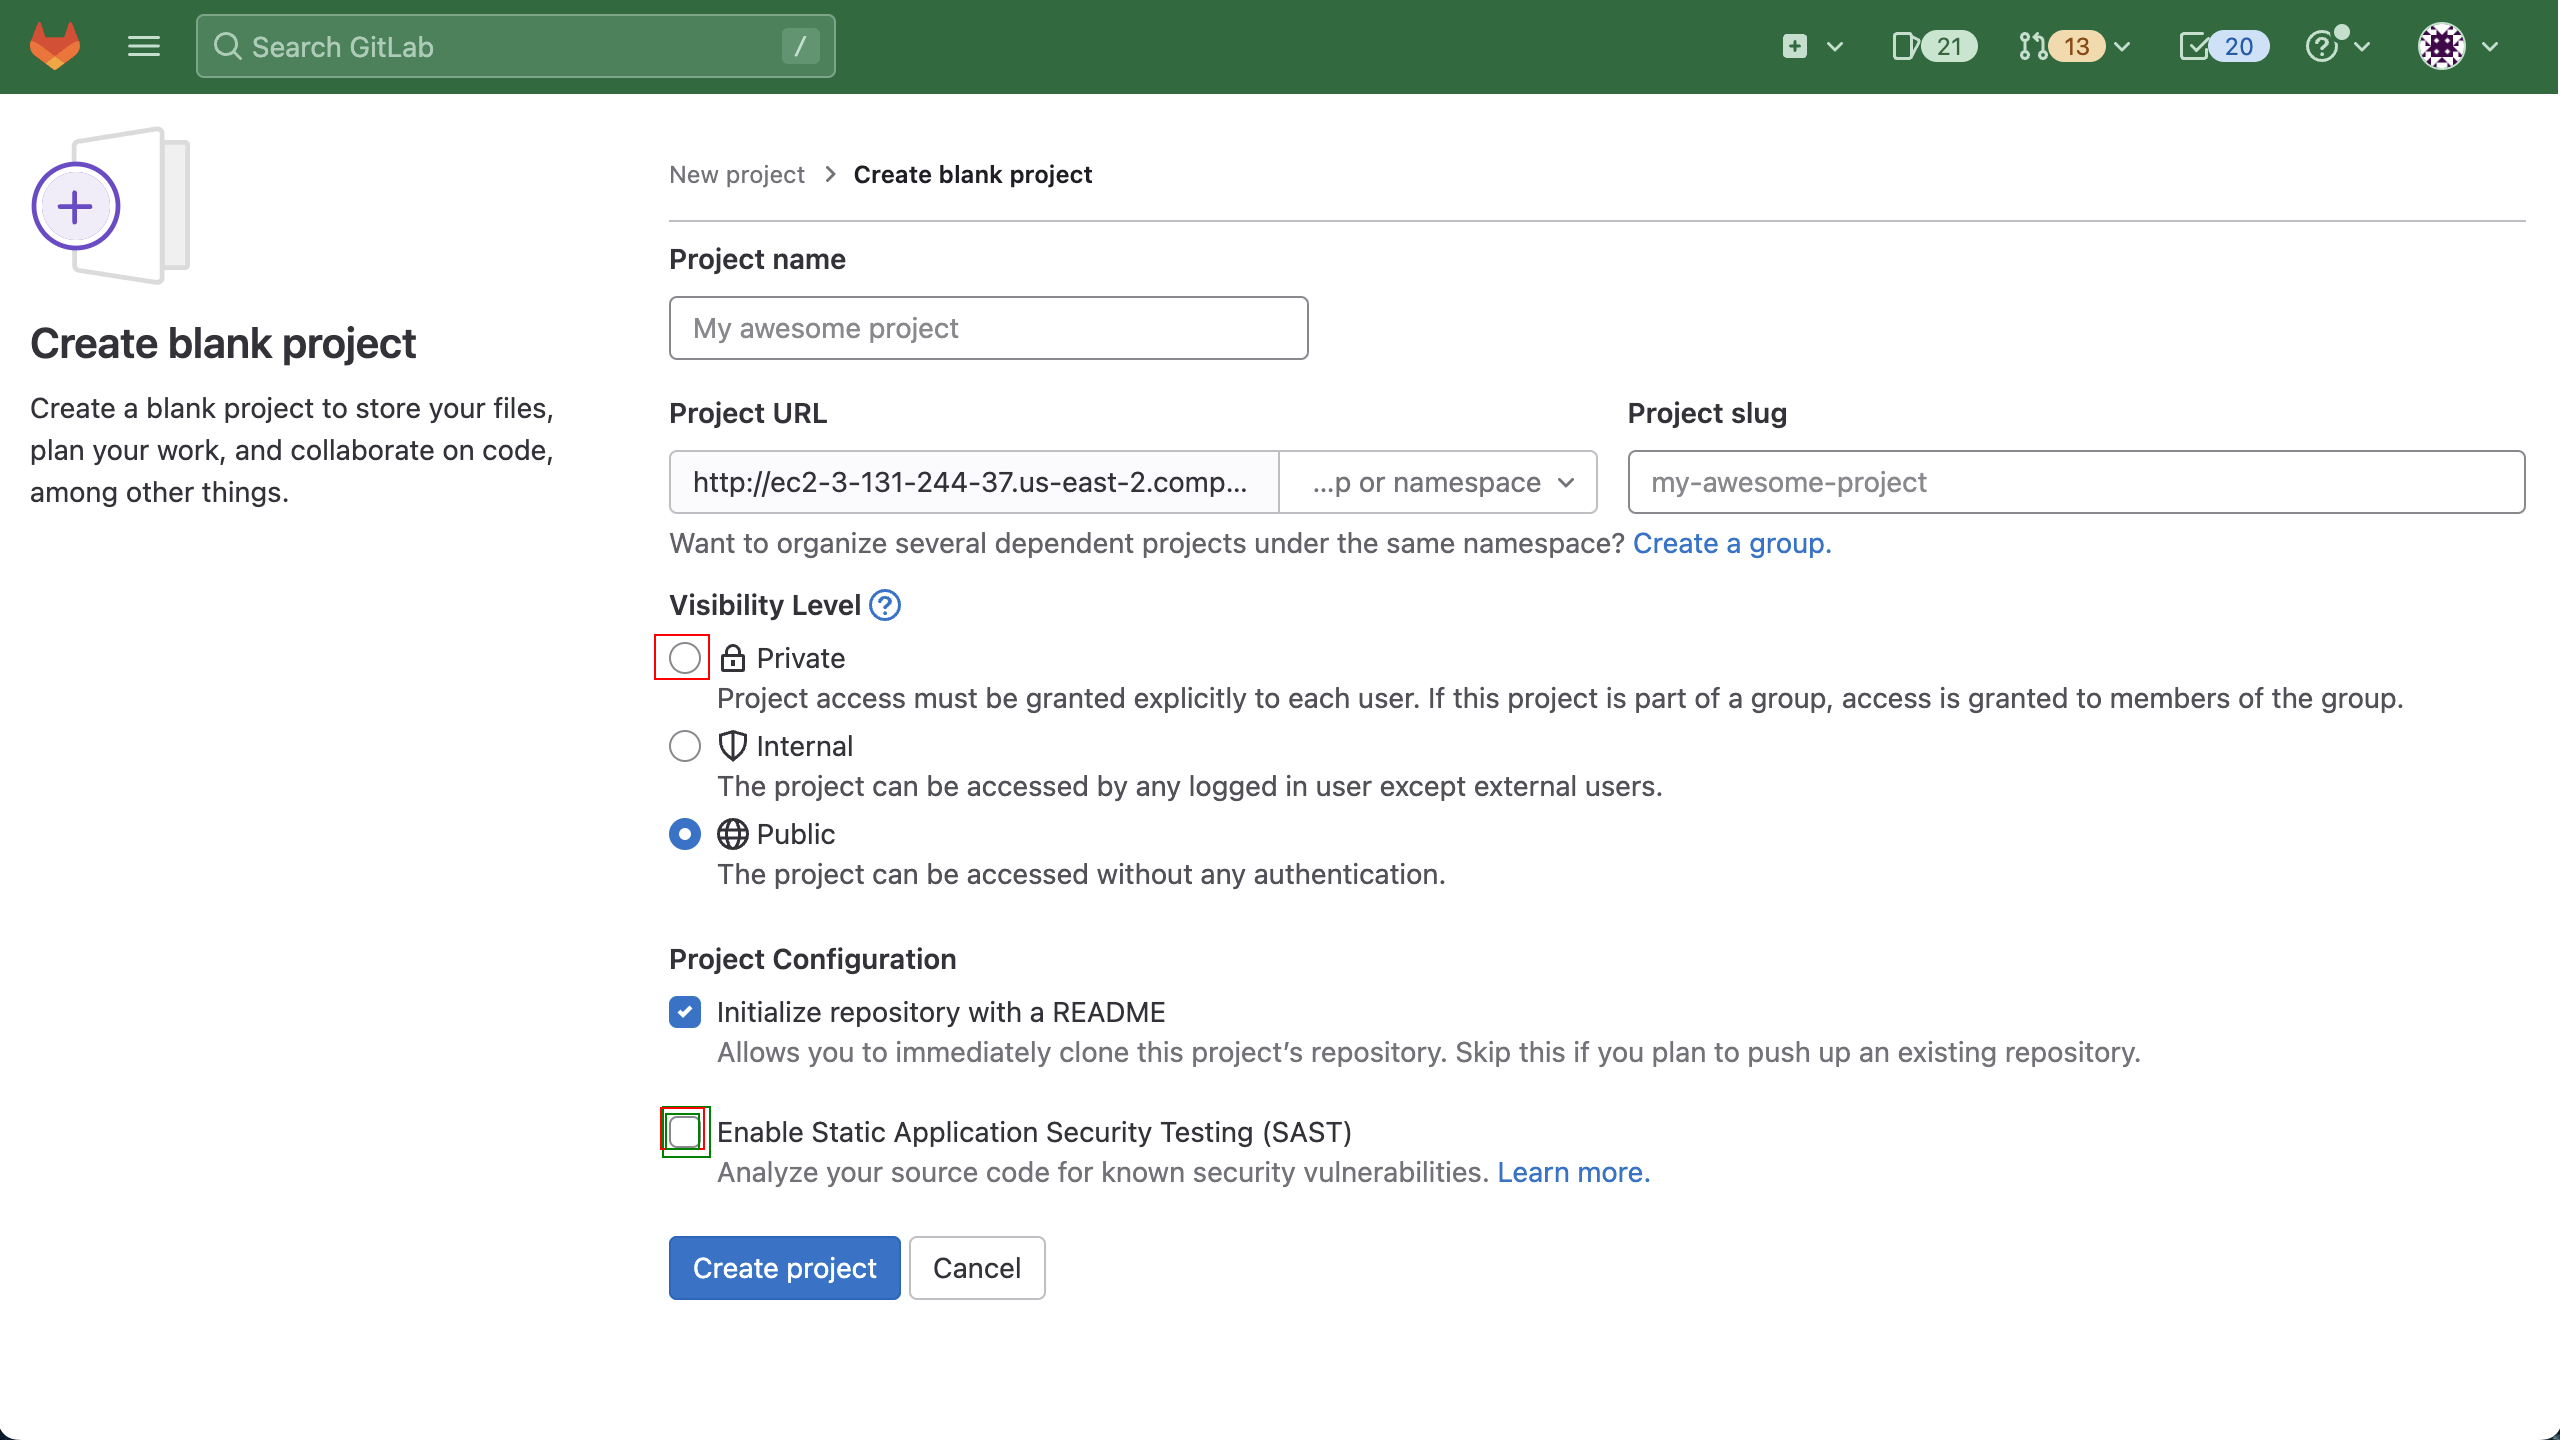 Search GitLab /
21
13
20
New project > Create blank project
Create blank project
Create a blank project to store your files,
plan your work, and collaborate on code,
among other things.
Project name
My awesome project
Project URL
Project slug
http://ec2-3-131-244-37.us-east-2.comp...
...p or namespace
my-awesome-project
Want to organize several dependent projects under the same namespace? Create a group.
Visibility Level ?
Private
Project access must be granted explicitly to each user. If this project is part of a group, access is granted to members of the group.
Internal
The project can be accessed by any logged in user except external users.
Public
The project can be accessed without any authentication.
Project Configuration
Initialize repository with a README
Allows you to immediately clone this project’s repository. Skip this if you plan to push up an existing repository.
Enable Static Application Security Testing (SAST)
Analyze your source code for known security vulnerabilities. Learn more.
Create project
Cancel